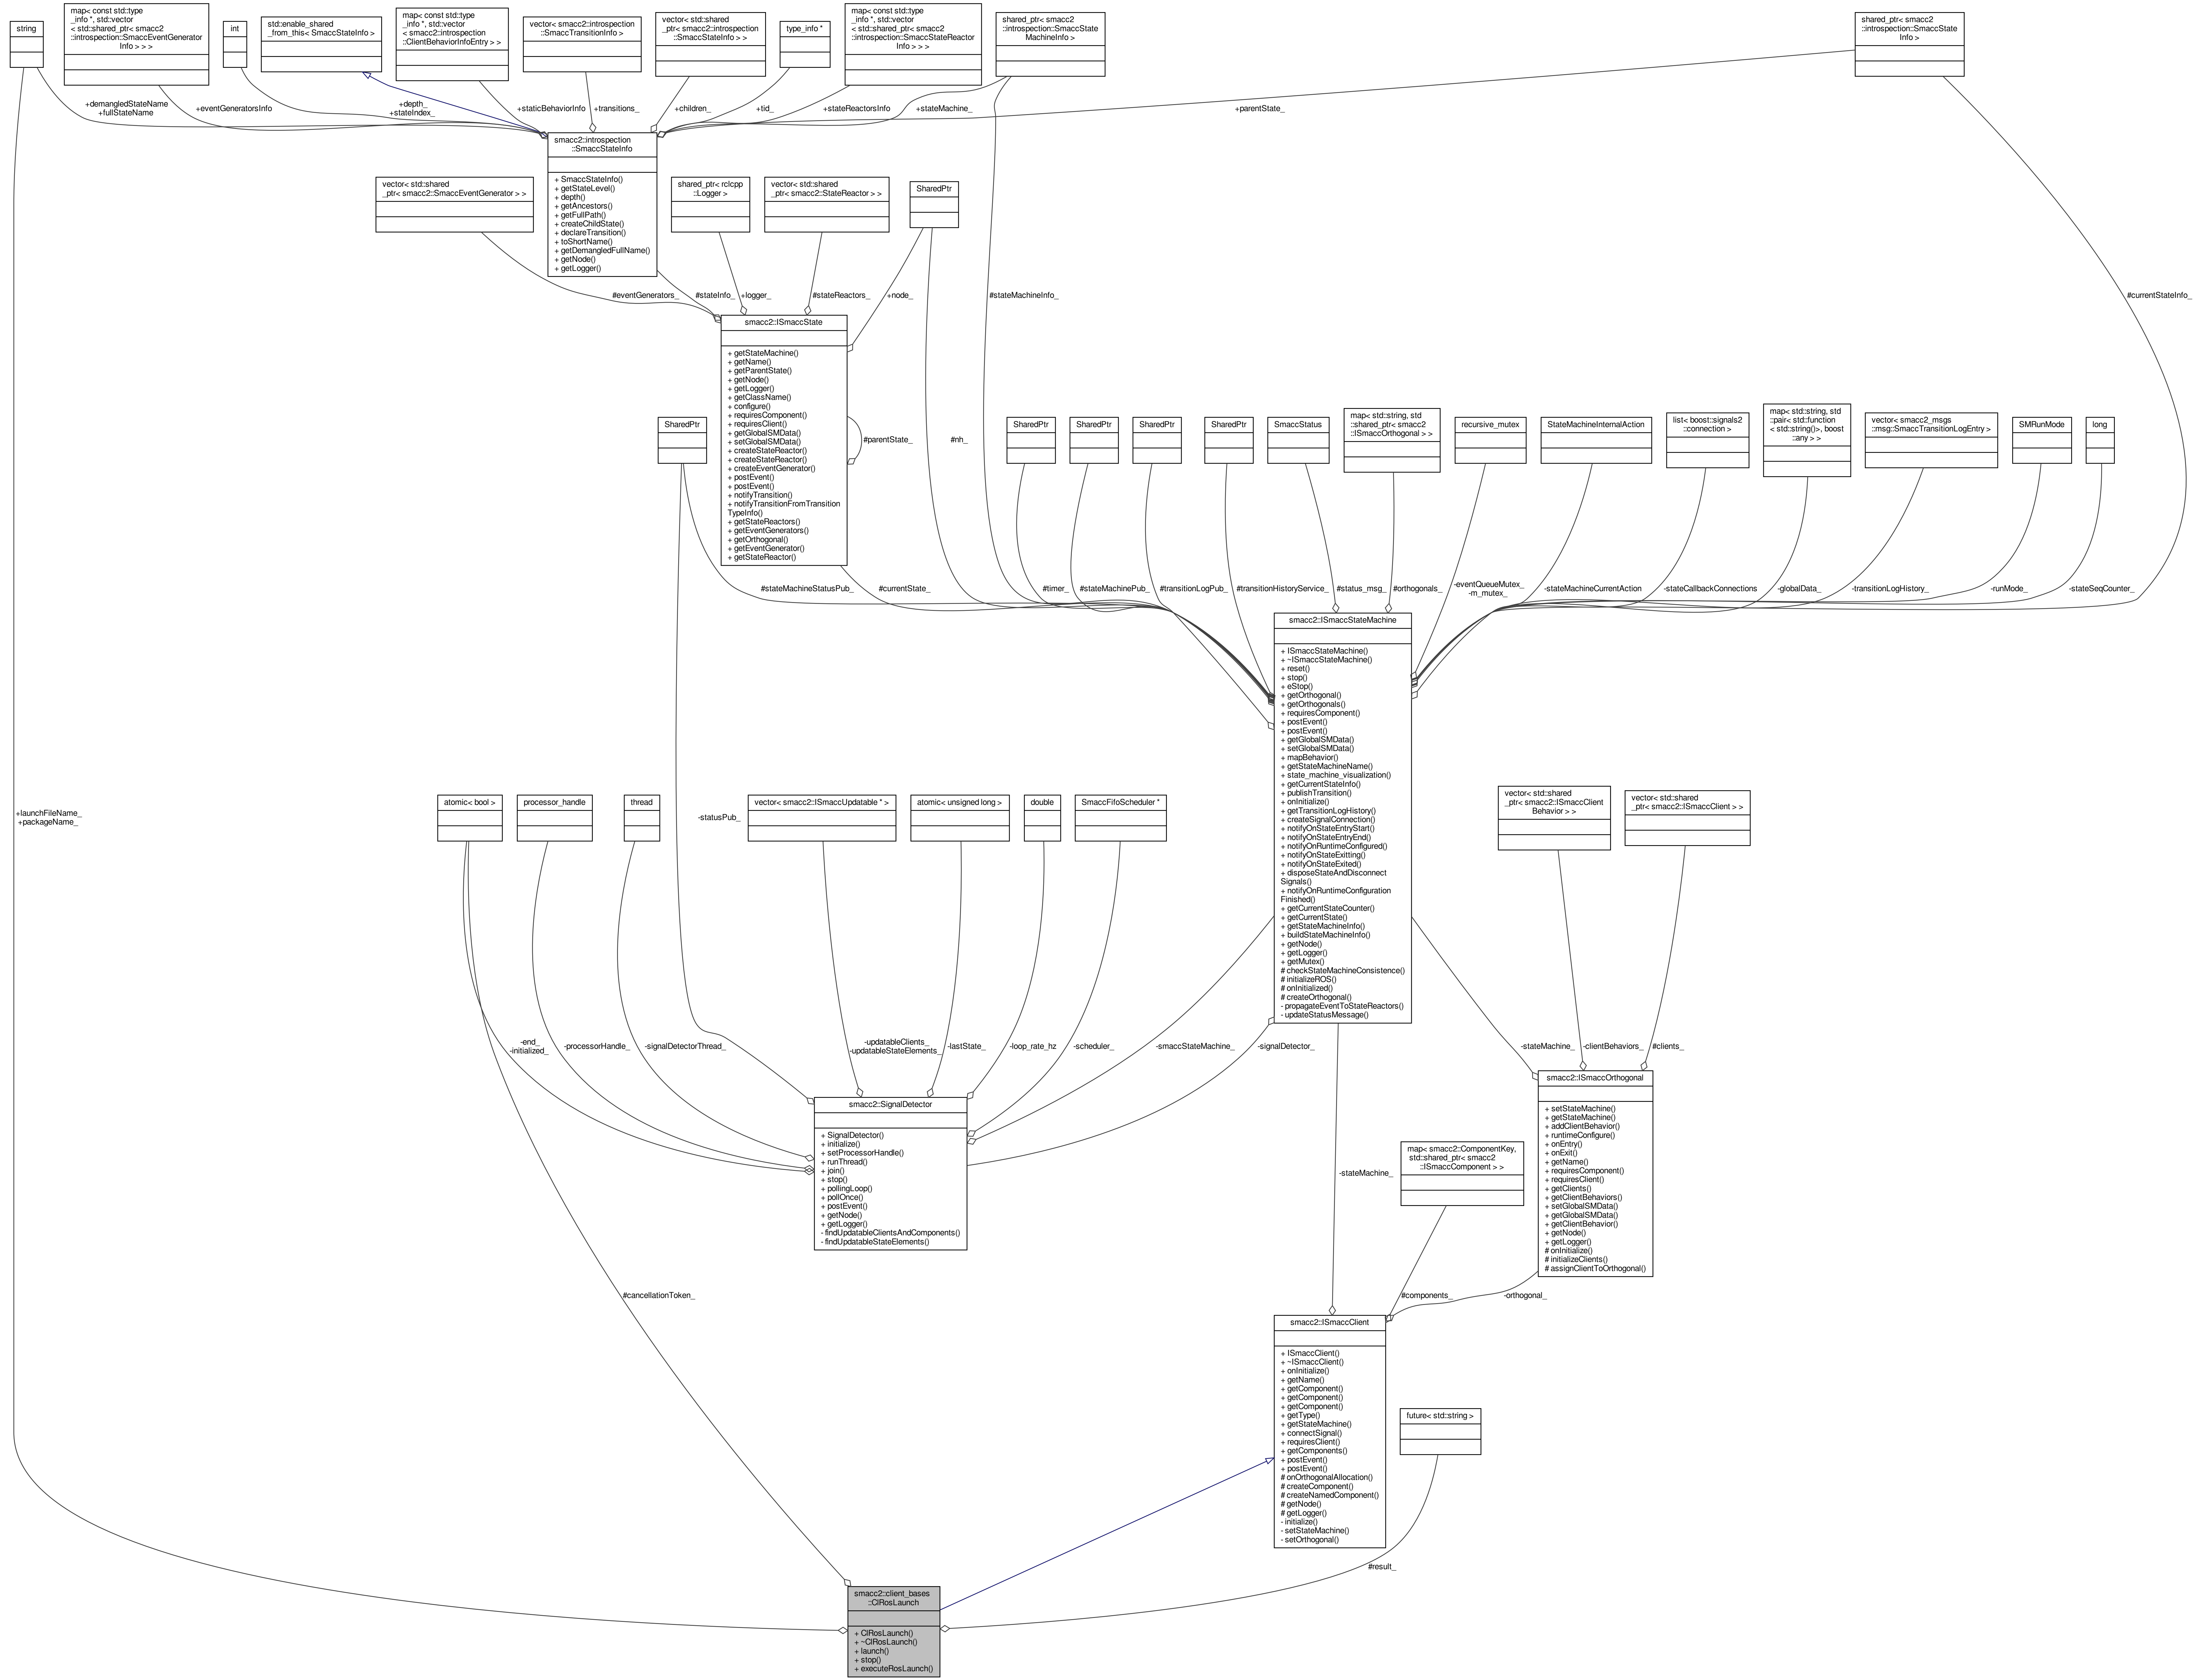 string
map< const std::type
_info *, std::vector
< std::shared_ptr< smacc2
::introspection::SmaccEventGenerator
Info > > >
int
std::enable_shared
_from_this< SmaccStateInfo >
map< const std::type
_info *, std::vector
< smacc2::introspection
::ClientBehaviorInfoEntry > >
vector< smacc2::introspection
::SmaccTransitionInfo >
vector< std::shared
_ptr< smacc2::introspection
::SmaccStateInfo > >
type_info *
map< const std::type
_info *, std::vector
< std::shared_ptr< smacc2
::introspection::SmaccStateReactor
Info > > >
shared_ptr< smacc2
::introspection::SmaccState
MachineInfo >
shared_ptr< smacc2
::introspection::SmaccState
Info >
+demangledStateName
+fullStateName
+eventGeneratorsInfo
+depth_
+stateIndex_
+staticBehaviorInfo
+transitions_
+children_
+tid_
+stateReactorsInfo
+stateMachine_
+parentState_
smacc2::introspection
::SmaccStateInfo
+ SmaccStateInfo()
+ getStateLevel()
+ depth()
+ getAncestors()
+ getFullPath()
+ createChildState()
+ declareTransition()
+ toShortName()
+ getDemangledFullName()
+ getNode()
+ getLogger()
vector< std::shared
_ptr< smacc2::SmaccEventGenerator > >
shared_ptr< rclcpp
::Logger >
vector< std::shared
_ptr< smacc2::StateReactor > >
SharedPtr
#eventGenerators_
#stateInfo_
+logger_
#stateReactors_
+node_
#stateMachineInfo_
#currentStateInfo_
smacc2::ISmaccState
+ getStateMachine()
+ getName()
+ getParentState()
+ getNode()
+ getLogger()
+ getClassName()
+ configure()
+ requiresComponent()
+ requiresClient()
+ getGlobalSMData()
+ setGlobalSMData()
+ createStateReactor()
+ createStateReactor()
+ createEventGenerator()
+ postEvent()
+ postEvent()
+ notifyTransition()
+ notifyTransitionFromTransition
TypeInfo()
+ getStateReactors()
+ getEventGenerators()
+ getOrthogonal()
+ getEventGenerator()
+ getStateReactor()
#parentState_
#nh_
SharedPtr
SharedPtr
SharedPtr
SharedPtr
SharedPtr
SmaccStatus
map< std::string, std
::shared_ptr< smacc2
::ISmaccOrthogonal > >
recursive_mutex
StateMachineInternalAction
list< boost::signals2
::connection >
map< std::string, std
::pair< std::function
< std::string()>, boost
::any > >
vector< smacc2_msgs
::msg::SmaccTransitionLogEntry >
SMRunMode
long
#stateMachineStatusPub_
#currentState_
#timer_
#stateMachinePub_
#transitionLogPub_
#transitionHistoryService_
#status_msg_
#orthogonals_
-eventQueueMutex_
-m_mutex_
-stateMachineCurrentAction
-stateCallbackConnections
-globalData_
-transitionLogHistory_
-runMode_
-stateSeqCounter_
smacc2::ISmaccStateMachine
+ ISmaccStateMachine()
+ ~ISmaccStateMachine()
+ reset()
+ stop()
+ eStop()
+ getOrthogonal()
+ getOrthogonals()
+ requiresComponent()
+ postEvent()
+ postEvent()
+ getGlobalSMData()
+ setGlobalSMData()
+ mapBehavior()
+ getStateMachineName()
+ state_machine_visualization()
+ getCurrentStateInfo()
+ publishTransition()
+ onInitialize()
+ getTransitionLogHistory()
+ createSignalConnection()
+ notifyOnStateEntryStart()
+ notifyOnStateEntryEnd()
+ notifyOnRuntimeConfigured()
+ notifyOnStateExitting()
+ notifyOnStateExited()
+ disposeStateAndDisconnect
Signals()
+ notifyOnRuntimeConfiguration
Finished()
+ getCurrentStateCounter()
+ getCurrentState()
+ getStateMachineInfo()
+ buildStateMachineInfo()
+ getNode()
+ getLogger()
+ getMutex()
# checkStateMachineConsistence()
# initializeROS()
# onInitialized()
# createOrthogonal()
- propagateEventToStateReactors()
- updateStatusMessage()
+launchFileName_
+packageName_
atomic< bool >
processor_handle
thread
-statusPub_
vector< smacc2::ISmaccUpdatable * >
atomic< unsigned long >
double
SmaccFifoScheduler *
vector< std::shared
_ptr< smacc2::ISmaccClient
Behavior > >
vector< std::shared
_ptr< smacc2::ISmaccClient > >
-end_
-initialized_
-processorHandle_
-signalDetectorThread_
-updatableClients_
-updatableStateElements_
-lastState_
-loop_rate_hz
-scheduler_
-smaccStateMachine_
-signalDetector_
-stateMachine_
-clientBehaviors_
#clients_
smacc2::SignalDetector
+ SignalDetector()
+ initialize()
+ setProcessorHandle()
+ runThread()
+ join()
+ stop()
+ pollingLoop()
+ pollOnce()
+ postEvent()
+ getNode()
+ getLogger()
- findUpdatableClientsAndComponents()
- findUpdatableStateElements()
smacc2::ISmaccOrthogonal
+ setStateMachine()
+ getStateMachine()
+ addClientBehavior()
+ runtimeConfigure()
+ onEntry()
+ onExit()
+ getName()
+ requiresComponent()
+ requiresClient()
+ getClients()
+ getClientBehaviors()
+ setGlobalSMData()
+ getGlobalSMData()
+ getClientBehavior()
+ getNode()
+ getLogger()
# onInitialize()
# initializeClients()
# assignClientToOrthogonal()
-stateMachine_
map< smacc2::ComponentKey,
std::shared_ptr< smacc2
::ISmaccComponent > >
#cancellationToken_
#components_
-orthogonal_
smacc2::ISmaccClient
+ ISmaccClient()
+ ~ISmaccClient()
+ onInitialize()
+ getName()
+ getComponent()
+ getComponent()
+ getComponent()
+ getType()
+ getStateMachine()
+ connectSignal()
+ requiresClient()
+ getComponents()
+ postEvent()
+ postEvent()
# onOrthogonalAllocation()
# createComponent()
# createNamedComponent()
# getNode()
# getLogger()
- initialize()
- setStateMachine()
- setOrthogonal()
future< std::string >
#result_
smacc2::client_bases
::ClRosLaunch
+ ClRosLaunch()
+ ~ClRosLaunch()
+ launch()
+ stop()
+ executeRosLaunch()